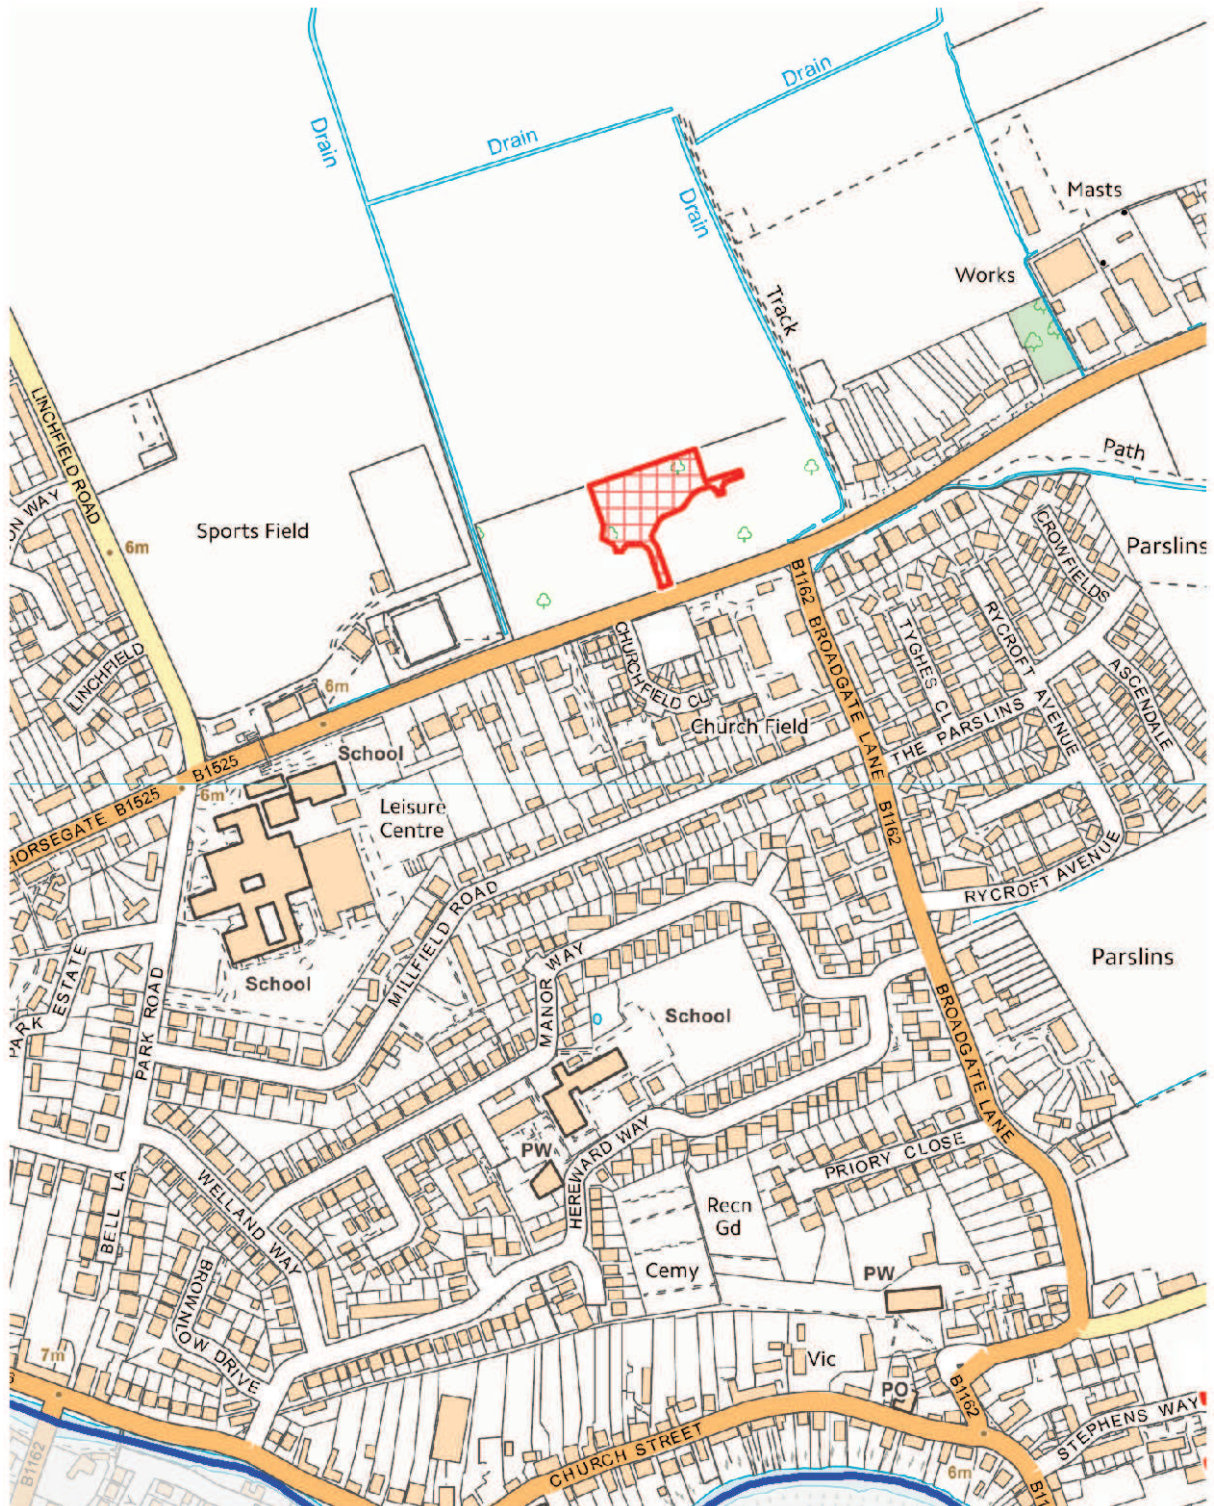 Drain
Drain
Drain
Drain
Masts
Works
Track
LINCHFIELD ROAD
Path
ON WAY
Sports Field
6m
CROWFIELDS
Parslins
B1162
BROADGATE LANE
TYGHES CL
RYCROFT AVENUE
CHURCHFIELD CL
LINCHFIELD
ASCENDALE
6m
Church Field
THE PARSLINS
School
B1525
6m
Leisure
Centre
B1162
HORSEGATE B1525
RYCROFT AVENUE
MILLFIELD ROAD
MANOR WAY
PARK ESTATE
PARK ROAD
School
School
Parslins
BROADGATE LANE
PW
HEREWARD WAY
PRIORY CLOSE
BELL LA
WELLAND WAY
Recn
Gd
Cemy
PW
BROWNLOW DRIVE
7m
Vic
PO
B1162
STEPHENS WAY
CHURCH STREET
B1162
6m
B1